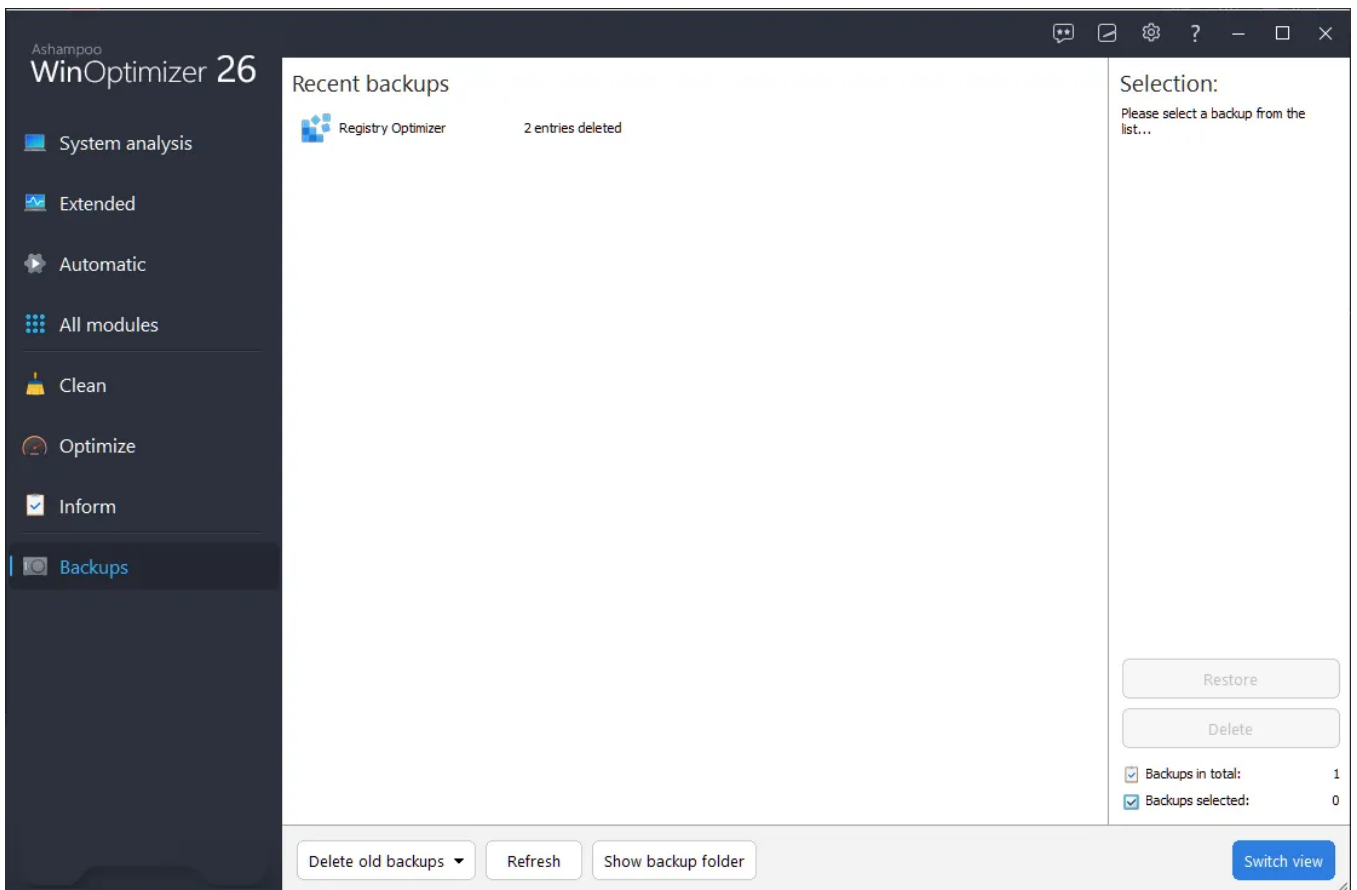 Ashampoo
WinOptimizer 26
?
System analysis
Extended
Automatic
All modules
Clean
Optimize
Inform
Backups
Recent backups
Registry Optimizer 2 entries deleted
Selection:
Please select a backup from the
list...
Restore
Delete
Backups in total: 1
Backups selected: 0
Delete old backups
Refresh
Show backup folder
Switch view